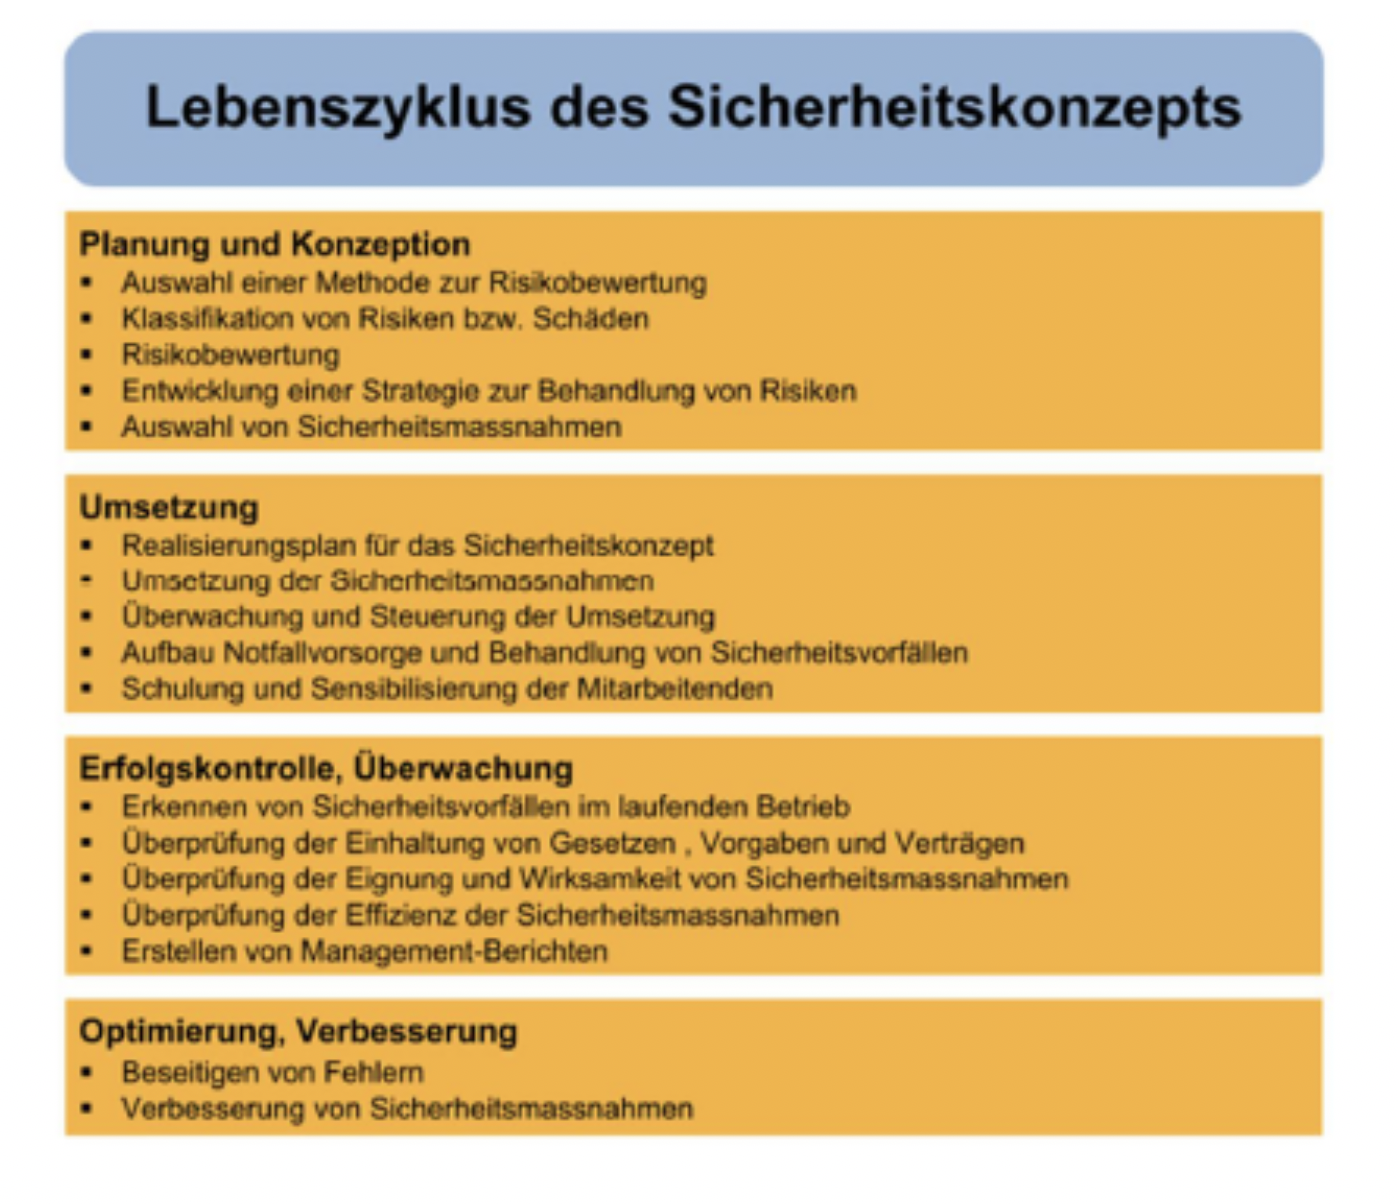 Lebenszyklus des Sicherheitskonzepts
Planung und Konzeption
▪ Auswahl einer Methode zur Risikobewertung
▪ Klassifikation von Risiken bzw. Schäden
▪ Risikobewertung
▪ Entwicklung einer Strategie zur Behandlung von Risiken
▪ Auswahl von Sicherheitsmassnahmen
Umsetzung
▪ Realisierungsplan für das Sicherheitskonzept
▪ Umsetzung der Sicherheitsmassnahmen
▪ Überwachung und Steuerung der Umsetzung
▪ Aufbau Notfallvorsorge und Behandlung von Sicherheitsvorfällen
▪ Schulung und Sensibilisierung der Mitarbeitenden
Erfolgskontrolle, Überwachung
▪ Erkennen von Sicherheitsvorfällen im laufenden Betrieb
▪ Überprüfung der Einhaltung von Gesetzen , Vorgaben und Verträgen
▪ Überprüfung der Eignung und Wirksamkeit von Sicherheitsmassnahmen
▪ Überprüfung der Effizienz der Sicherheitsmassnahmen
▪ Erstellen von Management-Berichten
Optimierung, Verbesserung
▪ Beseitigen von Fehlern
▪ Verbesserung von Sicherheitsmassnahmen